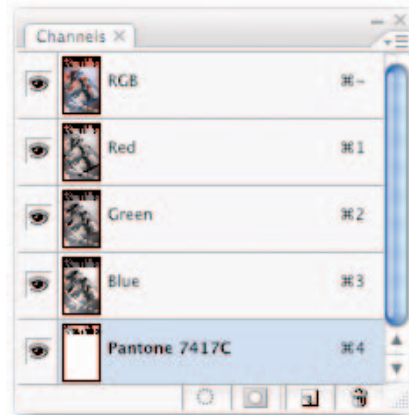 Channels ×
RGB ⌘~
Red ⌘1
Green ⌘2
Blue ⌘3
Pantone 7417C ⌘4